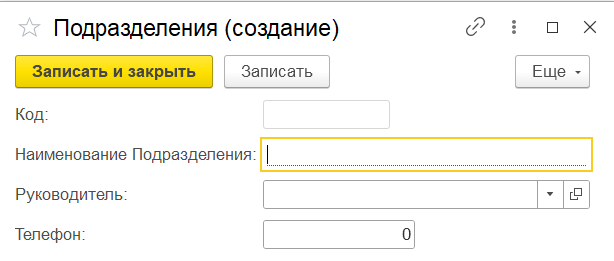 Подразделения (создание)
Записать и закрыть Записать Еще
Код:
Наименование Подразделения:
Руководитель:
Телефон: 0